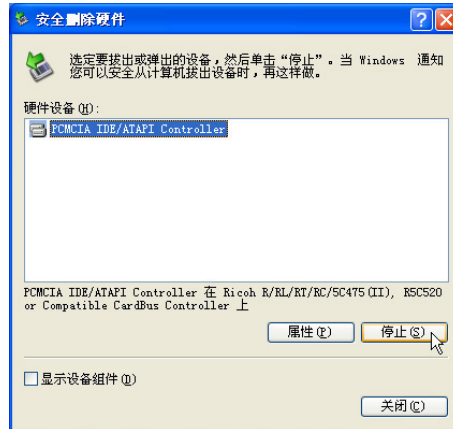 安全删除硬件
选定要拔出或弹出的设备，然后单击“停止”。当 Windows 通知
您可以安全从计算机拔出设备时，再这样做。
硬件设备(H):
PCMCIA IDE/ATAPI Controller
PCMCIA IDE/ATAPI Controller 在 Ricoh R/RL/RT/RC/5C475(II), R5C520
or Compatible CardBus Controller 上
属性(P) 停止(S)
显示设备组件(D)
关闭(C)